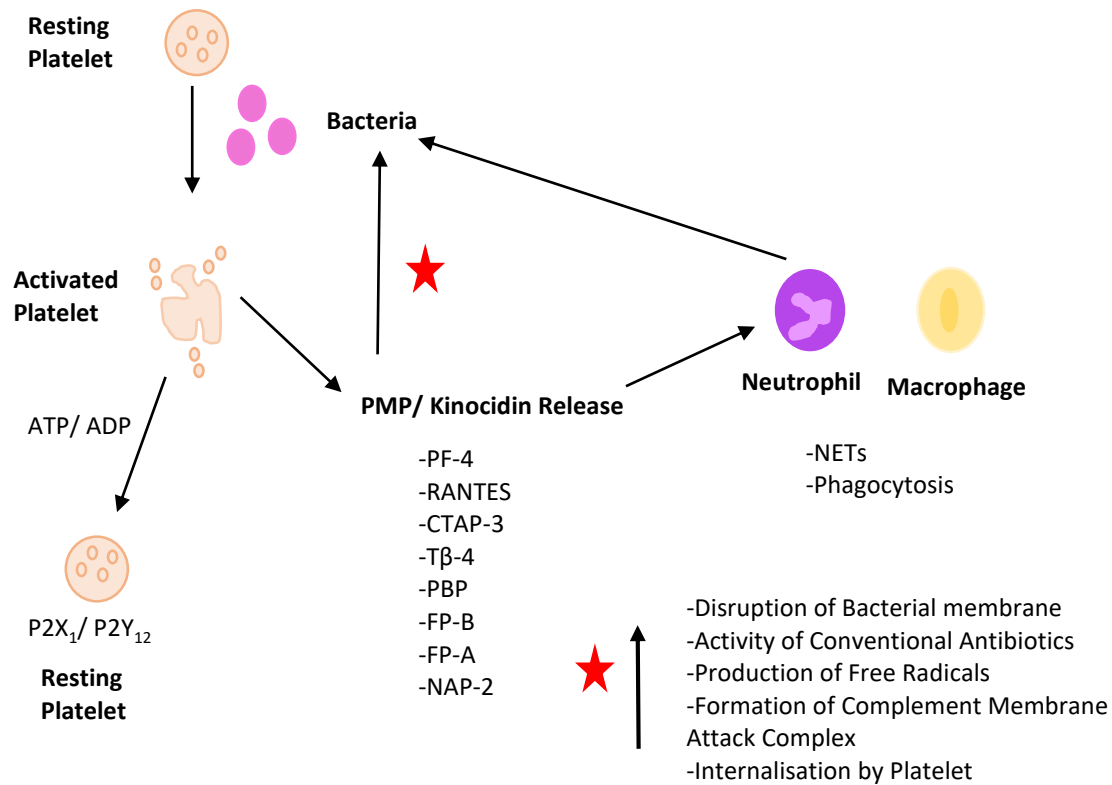 Resting
Platelet
Bacteria
Activated
Platelet
Neutrophil
Macrophage
PMP/ Kinocidin Release
ATP/ ADP
-PF-4
-RANTES
-CTAP-3
-Tβ-4
-PBP
-FP-B
-FP-A
-NAP-2
-NETs
-Phagocytosis
P2X₁/ P2Y₁₂
Resting
Platelet
-Disruption of Bacterial membrane
-Activity of Conventional Antibiotics
-Production of Free Radicals
-Formation of Complement Membrane
Attack Complex
-Internalisation by Platelet